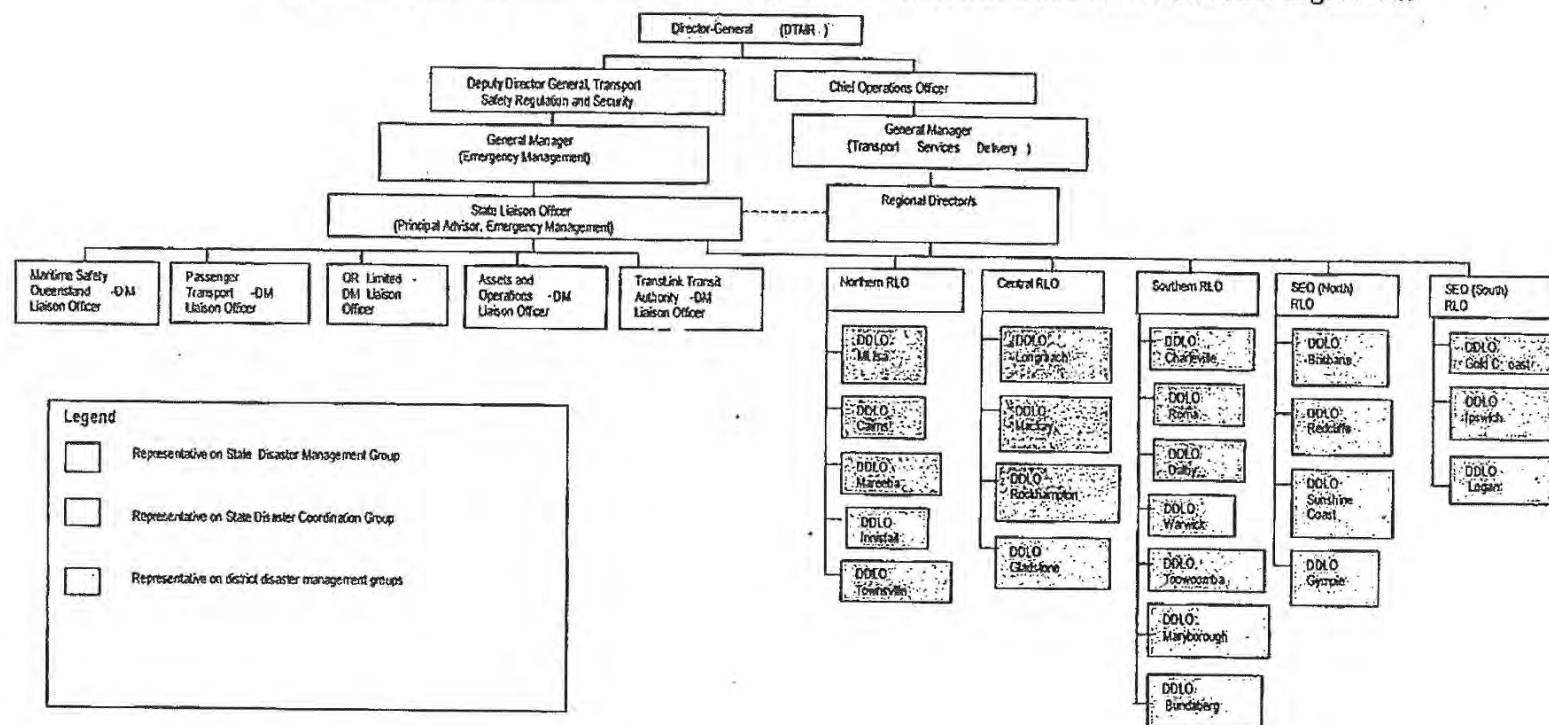 Director-General (DTMR )
Deputy Director General, Transport
Safety Regulation and Security
Chief Operations Officer
General Manager
(Emergency Management)
General Manager
(Transport Services Delivery )
State Liaison Officer
(Principal Advisor, Emergency Management)
Regional Director/s
Maritime Safety
Queensland -DM
Liaison Officer
Passenger
Transport -DM
Liaison Officer
QR Limited -
DM Liaison
Officer
Assets and
Operations -DM
Liaison Officer
TransLink Transit
Authority -DM
Liaison Officer
Northern RLO
Central RLO
Southern RLO
SEQ (North)
RLO
SEQ (South)
RLO
DDLO
Mt Isa
DDLO
Cairns
DDLO
Mareeba
DDLO
Innisfail
DDLO
Townsville
DDLO
Longreach
DDLO
Mackay
DDLO
Rockhampton
DDLO
Gladstone
DDLO
Charleville
DDLO
Roma
DDLO
Dalby
DDLO
Warwick
DDLO
Toowoomba
DDLO
Maryborough
DDLO
Bundaberg
DDLO
Brisbane
DDLO
Redcliffe
DDLO
Sunshine
Coast
DDLO
Gympie
DDLO
Gold C oast
DDLO
Ipswich
DDLO
Logan
Legend
Representative on State Disaster Management Group
Representative on State Disaster Coordination Group
Representative on district disaster management groups